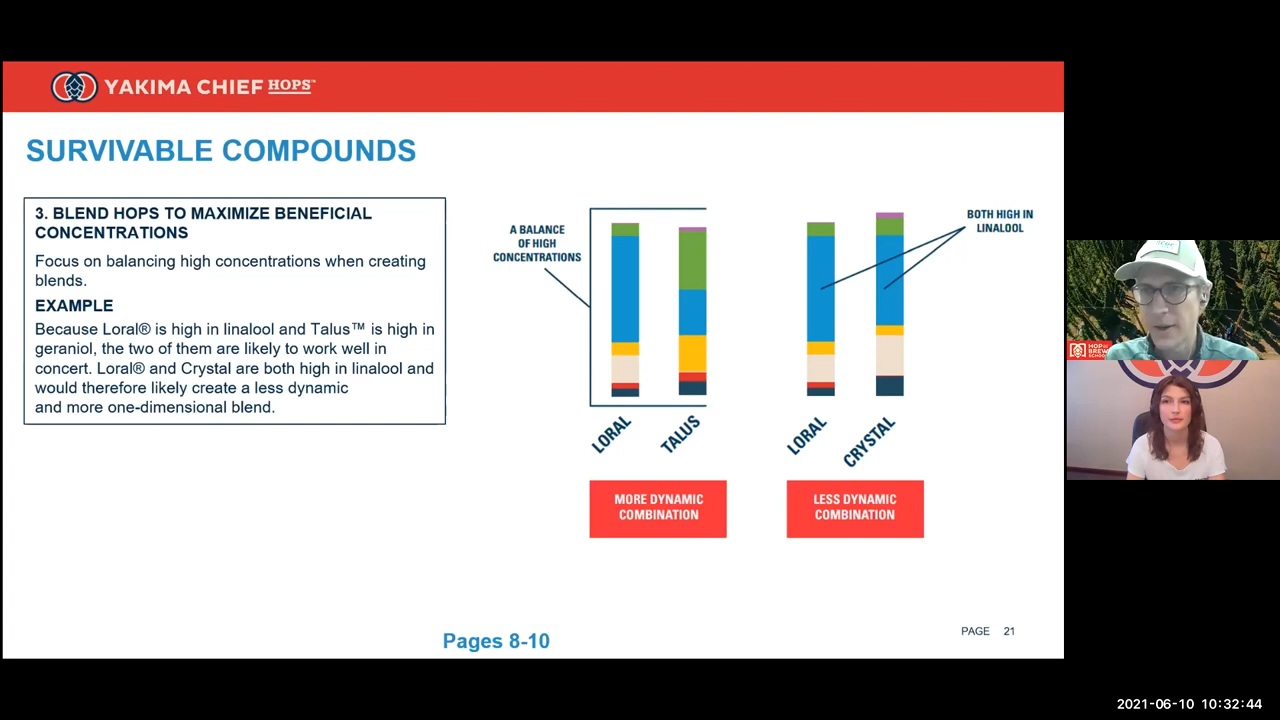 YAKIMA CHIEF HOPS™
SURVIVABLE COMPOUNDS
3. BLEND HOPS TO MAXIMIZE BENEFICIAL
CONCENTRATIONS
Focus on balancing high concentrations when creating
blends.
EXAMPLE
Because Loral® is high in linalool and Talus™ is high in
geraniol, the two of them are likely to work well in
concert. Loral® and Crystal are both high in linalool and
would therefore likely create a less dynamic
and more one-dimensional blend.
A BALANCE
OF HIGH
CONCENTRATIONS
LORAL
TALUS
MORE DYNAMIC
COMBINATION
BOTH HIGH IN
LINALOOL
LORAL
CRYSTAL
LESS DYNAMIC
COMBINATION
Pages 8-10
PAGE 21
HOP
BREW
SCHOOL
2021-06-10 10:32:44